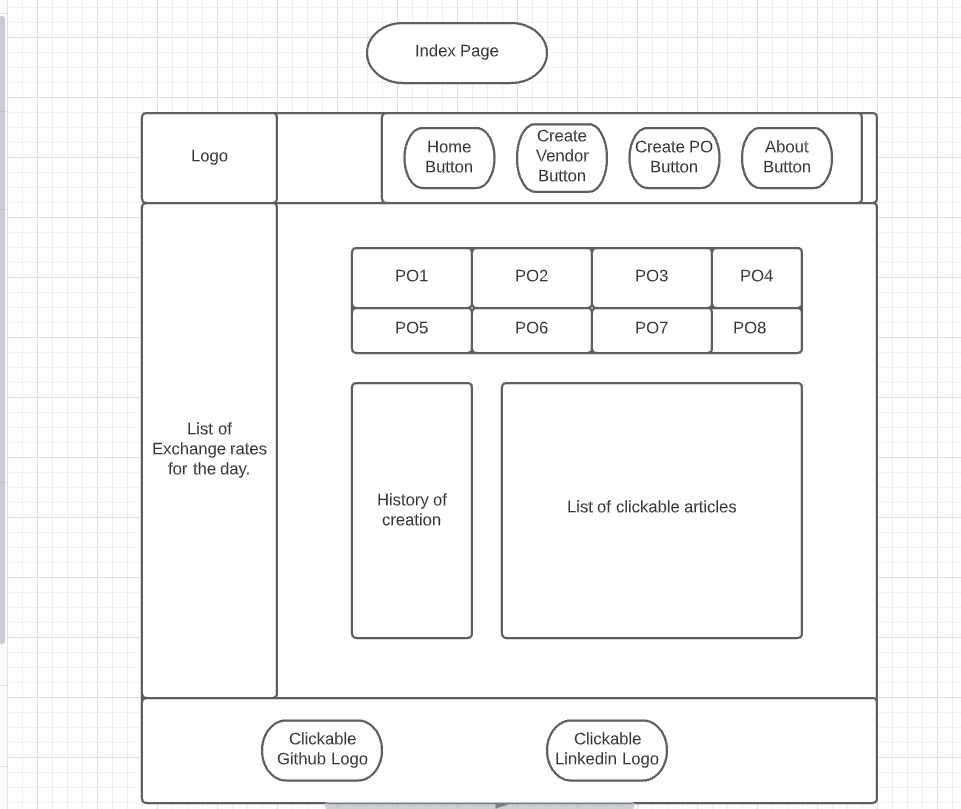 Index Page
Logo
Home
Button
Create
Vendor
Button
Create PO
Button
About
Button
PO1
PO2
PO3
PO4
PO5
PO6
PO7
PO8
List of
Exchange rates
for the day.
History of
creation
List of clickable articles
Clickable
Github Logo
Clickable
Linkedin Logo